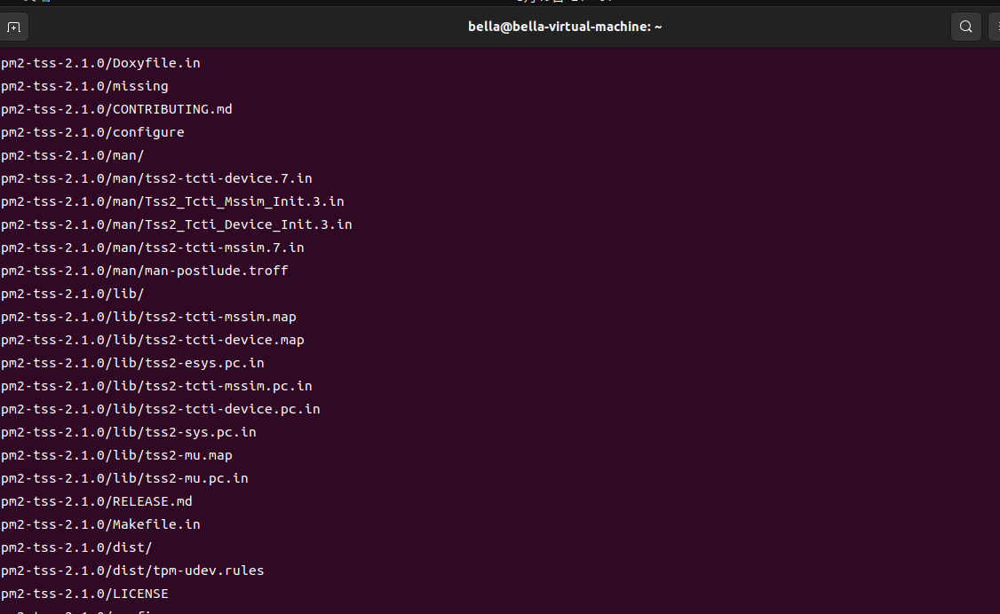 bella@bella-virtual-machine: ~
pm2-tss-2.1.0/Doxyfile.in
pm2-tss-2.1.0/missing
pm2-tss-2.1.0/CONTRIBUTING.md
pm2-tss-2.1.0/configure
pm2-tss-2.1.0/man/
pm2-tss-2.1.0/man/tss2-tcti-device.7.in
pm2-tss-2.1.0/man/Tss2_Tcti_Mssim_Init.3.in
pm2-tss-2.1.0/man/Tss2_Tcti_Device_Init.3.in
pm2-tss-2.1.0/man/tss2-tcti-mssim.7.in
pm2-tss-2.1.0/man/man-postlude.troff
pm2-tss-2.1.0/lib/
pm2-tss-2.1.0/lib/tss2-tcti-mssim.map
pm2-tss-2.1.0/lib/tss2-tcti-device.map
pm2-tss-2.1.0/lib/tss2-esys.pc.in
pm2-tss-2.1.0/lib/tss2-tcti-mssim.pc.in
pm2-tss-2.1.0/lib/tss2-tcti-device.pc.in
pm2-tss-2.1.0/lib/tss2-sys.pc.in
pm2-tss-2.1.0/lib/tss2-mu.map
pm2-tss-2.1.0/lib/tss2-mu.pc.in
pm2-tss-2.1.0/RELEASE.md
pm2-tss-2.1.0/Makefile.in
pm2-tss-2.1.0/dist/
pm2-tss-2.1.0/dist/tpm-udev.rules
pm2-tss-2.1.0/LICENSE